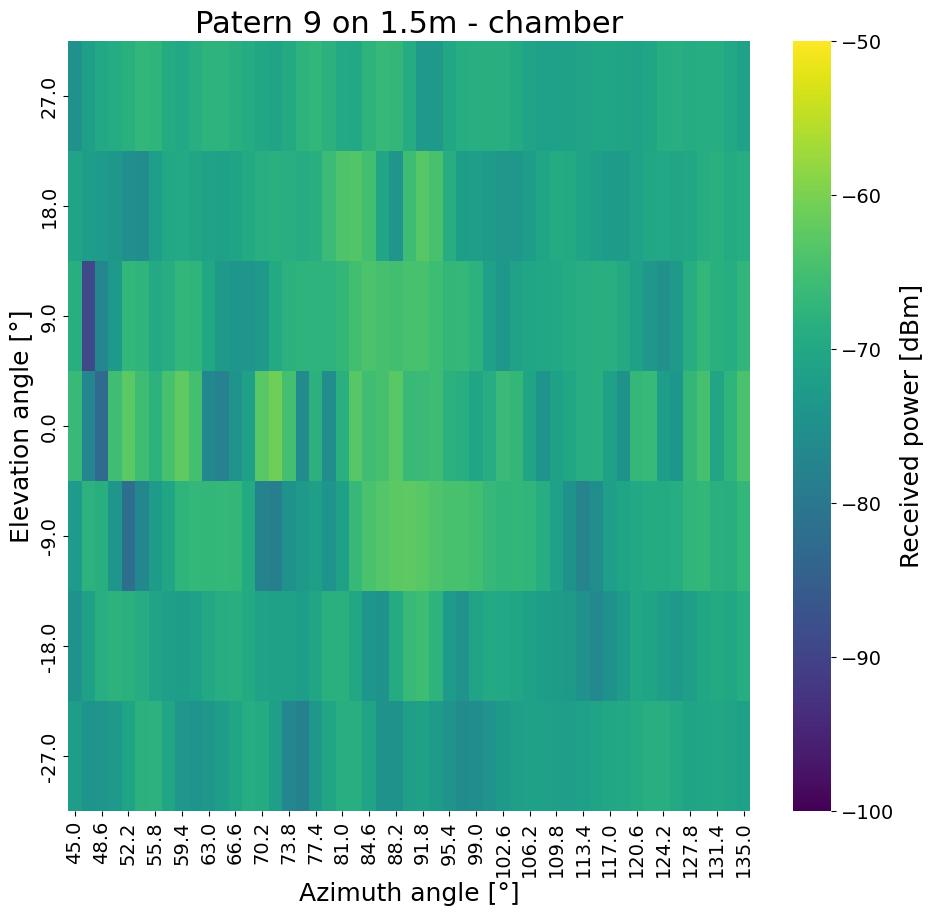 Patern 9 on 1.5m - chamber
Elevation angle [°]
27.0
18.0
9.0
0.0
-9.0
-18.0
-27.0
45.0 48.6 52.2 55.8 59.4 63.0 66.6 70.2 73.8 77.4 81.0 84.6 88.2 91.8 95.4 99.0 102.6 106.2 109.8 113.4 117.0 120.6 124.2 127.8 131.4 135.0
Azimuth angle [°]
−50
−60
−70
−80
−90
−100
Received power [dBm]